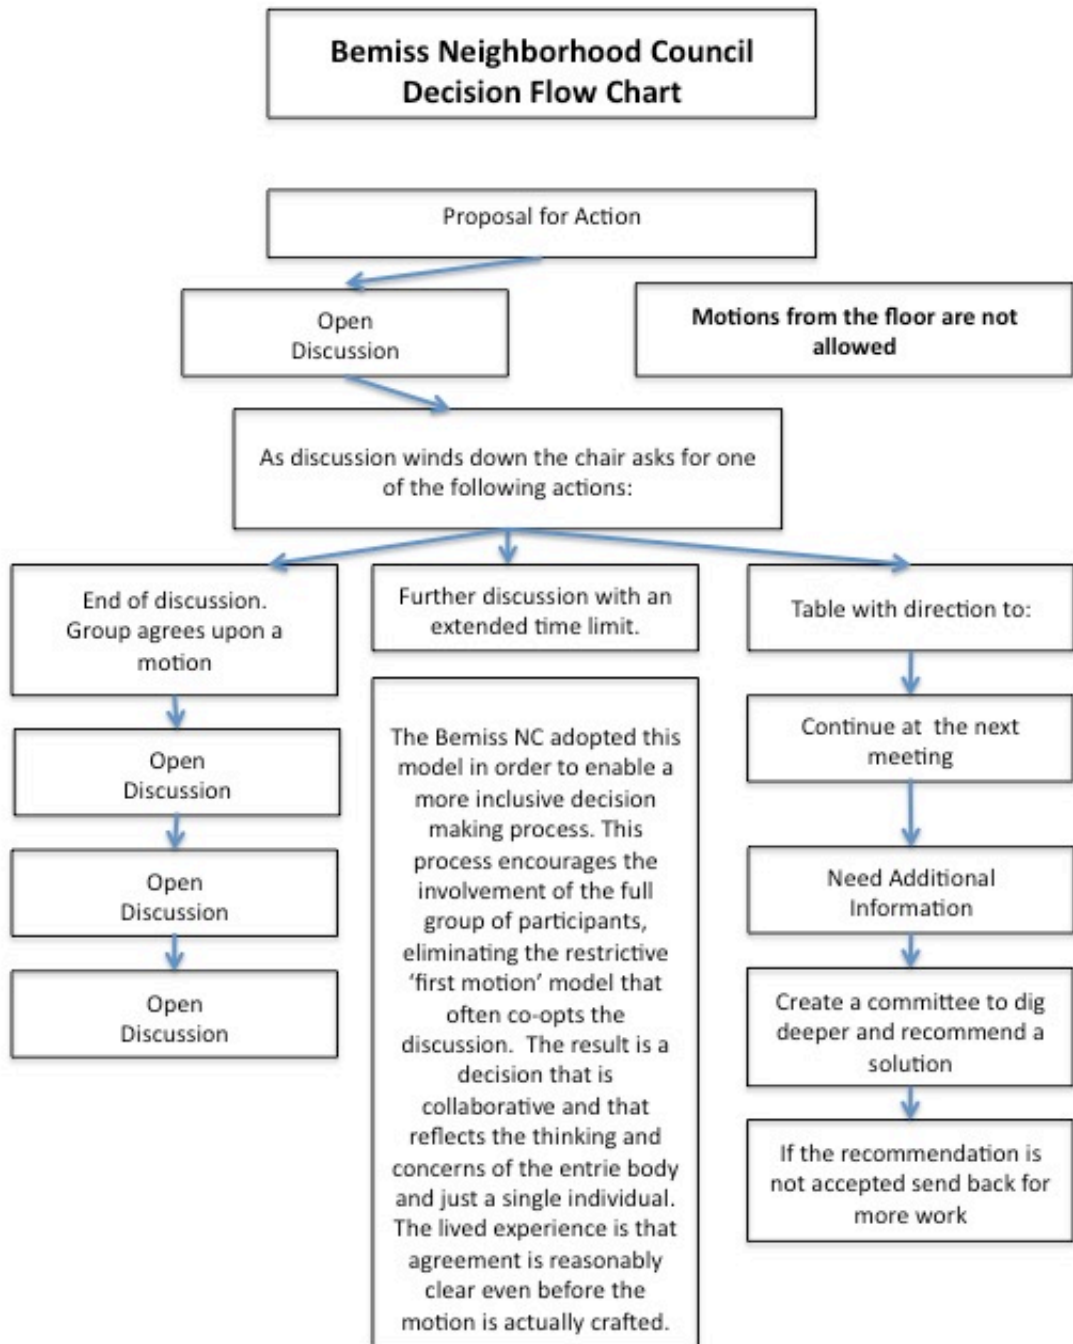 Bemiss Neighborhood Council
Decision Flow Chart
Proposal for Action
Open
Discussion
Motions from the floor are not
allowed
As discussion winds down the chair asks for one
of the following actions:
End of discussion.
Group agrees upon a
motion
Open
Discussion
Open
Discussion
Open
Discussion
Further discussion with an
extended time limit.
The Bemiss NC adopted this
model in order to enable a
more inclusive decision
making process. This
process encourages the
involvement of the full
group of participants,
eliminating the restrictive
‘first motion’ model that
often co-opts the
discussion.  The result is a
decision that is
collaborative and that
reflects the thinking and
concerns of the entrie body
and just a single individual.
The lived experience is that
agreement is reasonably
clear even before the
motion is actually crafted.
Table with direction to:
Continue at  the next
meeting
Need Additional
Information
Create a committee to dig
deeper and recommend a
solution
If the recommendation is
not accepted send back for
more work